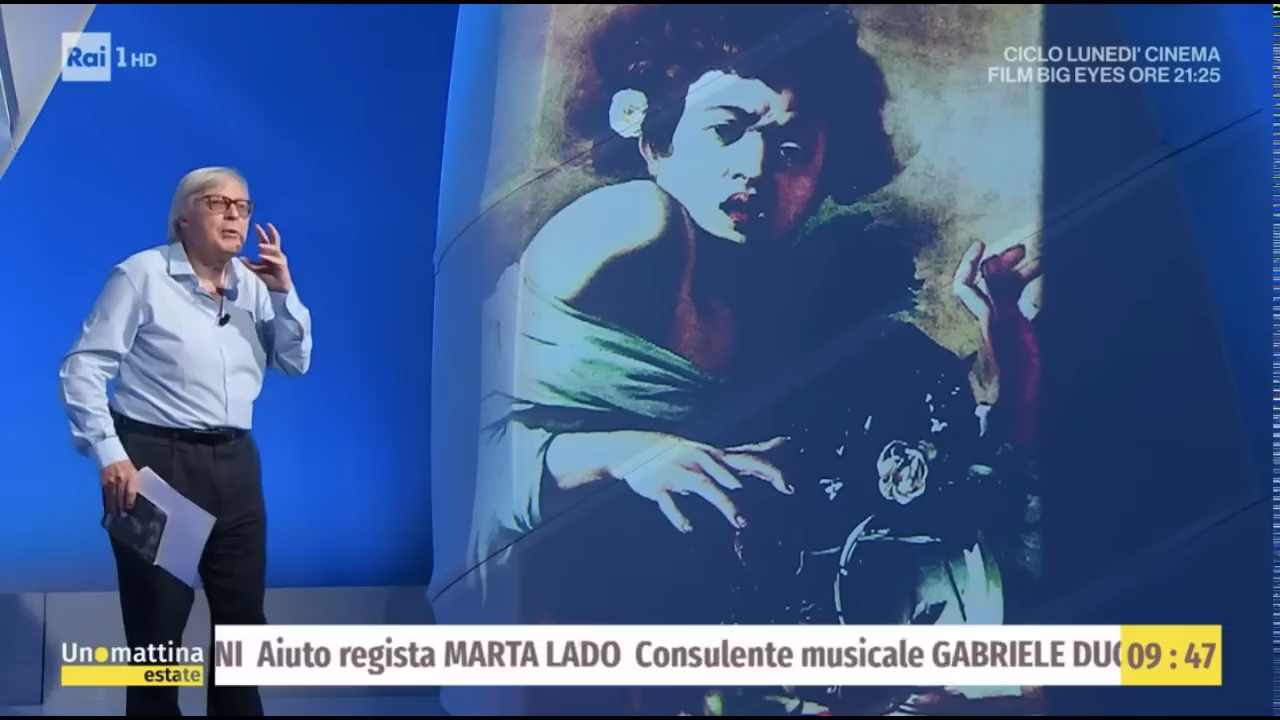 Rai 1 HD
CICLO LUNEDI' CINEMA
FILM BIG EYES ORE 21:25
Unomattina
estate
NI Aiuto regista MARTA LADO Consulente musicale GABRIELE DUC
09 : 47